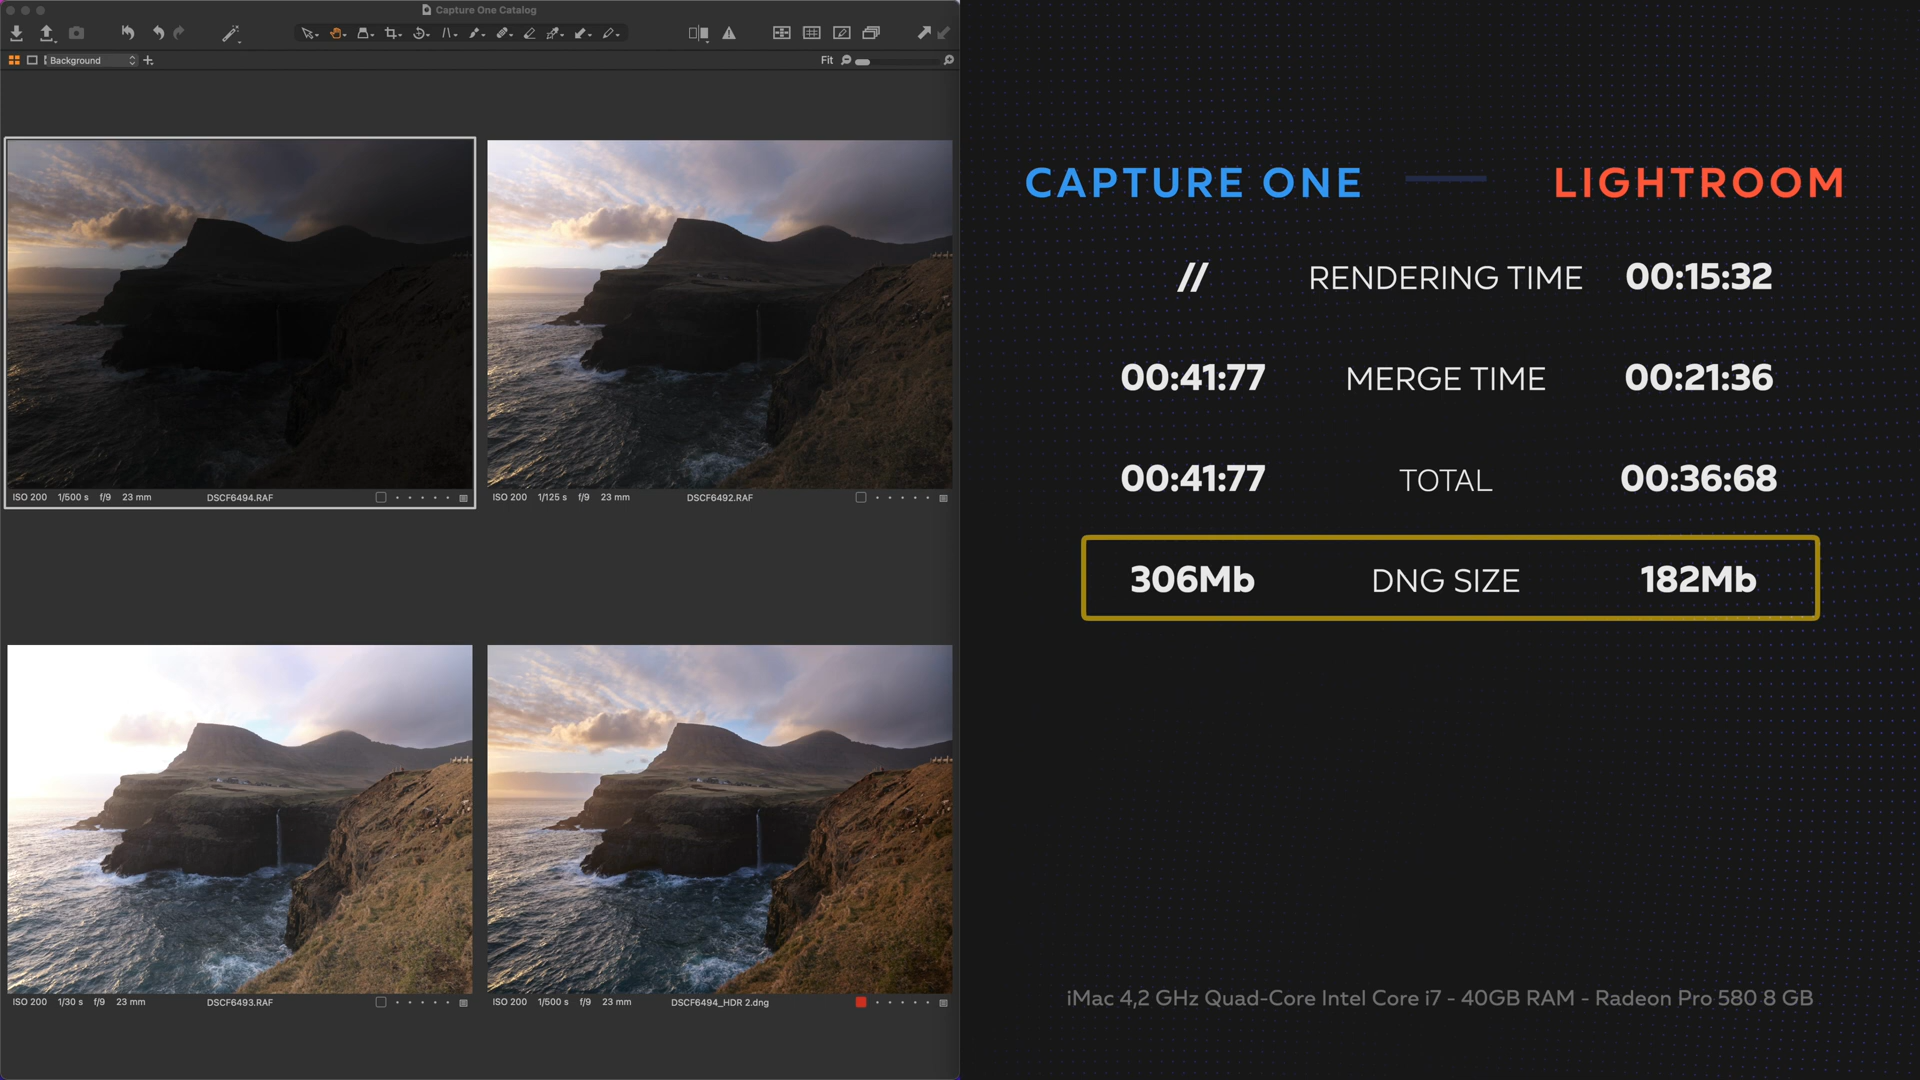 Capture One Catalog
Background
Fit
ISO 200 1/500 s f/9 23 mm DSCF6494.RAF
ISO 200 1/125 s f/9 23 mm DSCF6492.RAF
ISO 200 1/30 s f/9 23 mm DSCF6493.RAF
ISO 200 1/500 s f/9 23 mm DSCF6494_HDR 2.dng
CAPTURE ONE LIGHTROOM
// RENDERING TIME 00:15:32
00:41:77 MERGE TIME 00:21:36
00:41:77 TOTAL 00:36:68
306Mb DNG SIZE 182Mb
iMac 4,2 GHz Quad-Core Intel Core i7 - 40GB RAM - Radeon Pro 580 8 GB